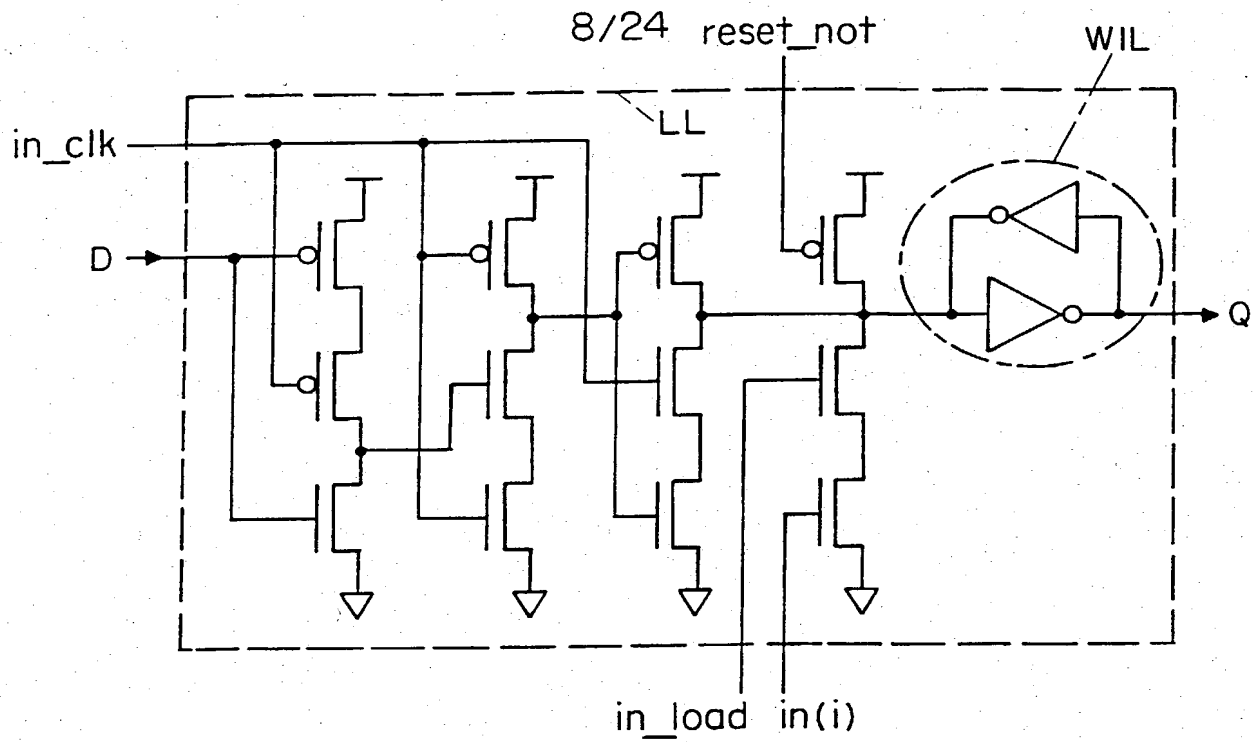 8/24 reset_not
WIL
LL
in_clk
D
Q
in_load in(i)